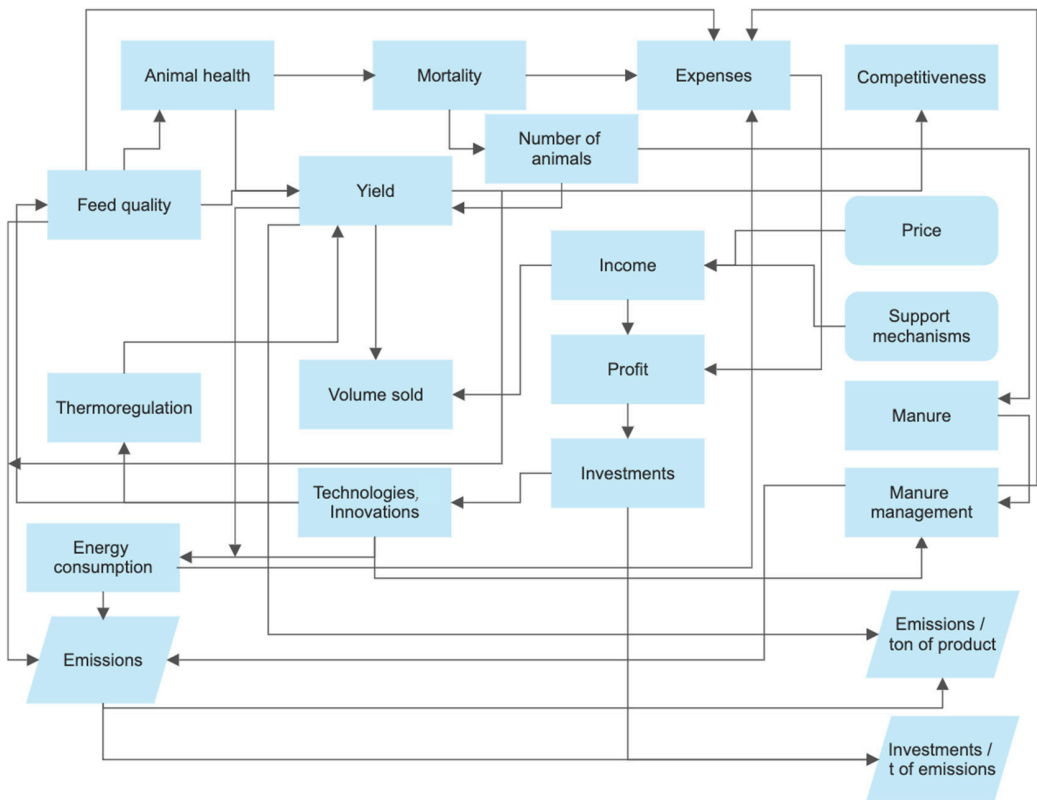 Animal health
Mortality
Expenses
Competitiveness
Number of
animals
Feed quality
Yield
Price
Income
Support
mechanisms
Profit
Volume sold
Thermoregulation
Manure
Investments
Technologies,
Innovations
Manure
management
Energy
consumption
Emissions /
ton of product
Emissions
Investments /
t of emissions